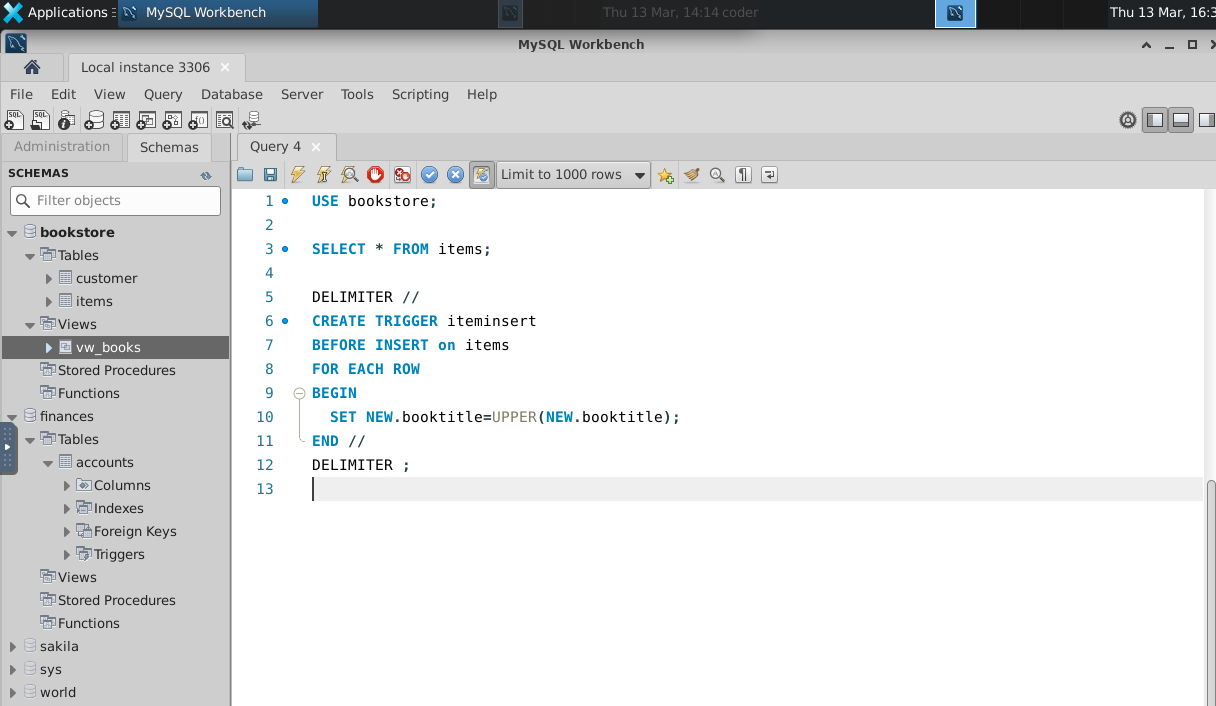 Applications
MySQL Workbench
Thu 13 Mar, 14:14 coder
Thu 13 Mar, 16:3
MySQL Workbench
Local instance 3306
File Edit View Query Database Server Tools Scripting Help
Administration Schemas
Query 4
SCHEMAS
Limit to 1000 rows
Filter objects
bookstore
Tables
customer
items
Views
vw_books
Stored Procedures
Functions
finances
Tables
accounts
Columns
Indexes
Foreign Keys
Triggers
Views
Stored Procedures
Functions
sakila
sys
world
1 USE bookstore;
2
3 SELECT * FROM items;
4
5 DELIMITER //
6 CREATE TRIGGER iteminsert
7 BEFORE INSERT on items
8 FOR EACH ROW
9 BEGIN
10 SET NEW.booktitle=UPPER(NEW.booktitle);
11 END //
12 DELIMITER ;
13